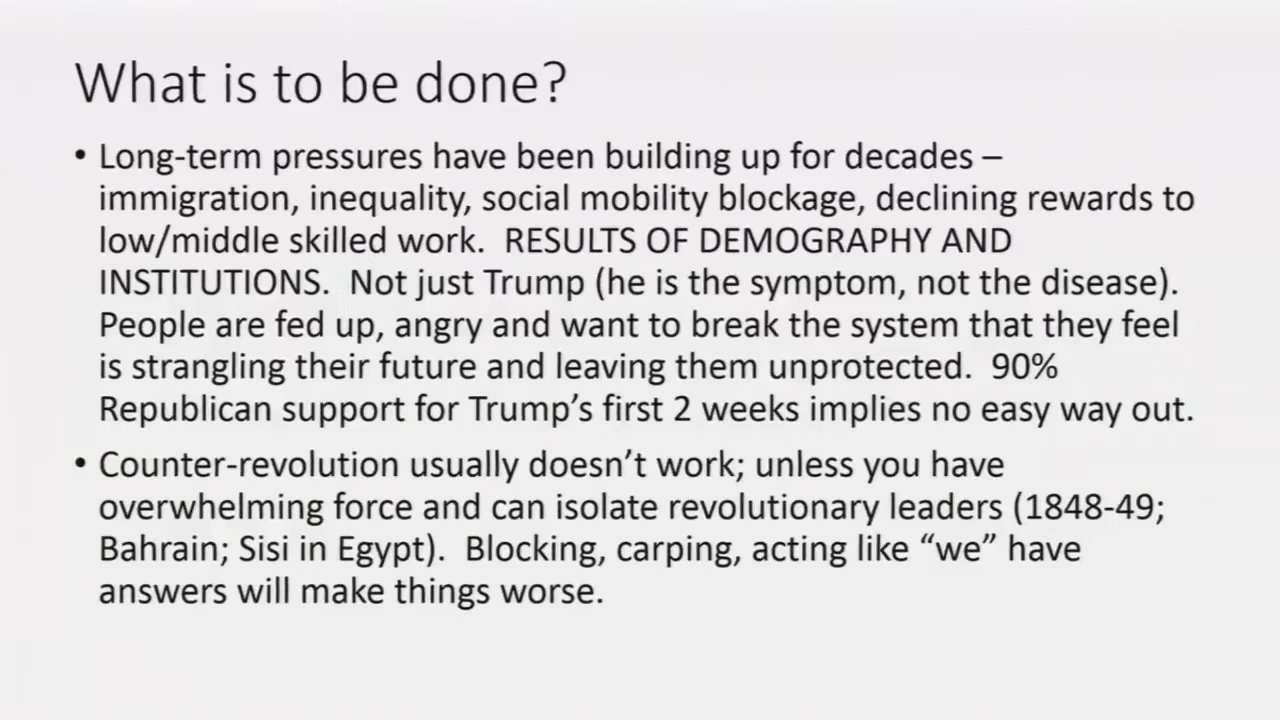 What is to be done?
• Long-term pressures have been building up for decades –
immigration, inequality, social mobility blockage, declining rewards to
low/middle skilled work.  RESULTS OF DEMOGRAPHY AND
INSTITUTIONS.  Not just Trump (he is the symptom, not the disease).
People are fed up, angry and want to break the system that they feel
is strangling their future and leaving them unprotected.  90%
Republican support for Trump’s first 2 weeks implies no easy way out.
• Counter-revolution usually doesn’t work; unless you have
overwhelming force and can isolate revolutionary leaders (1848-49;
Bahrain; Sisi in Egypt).  Blocking, carping, acting like “we” have
answers will make things worse.